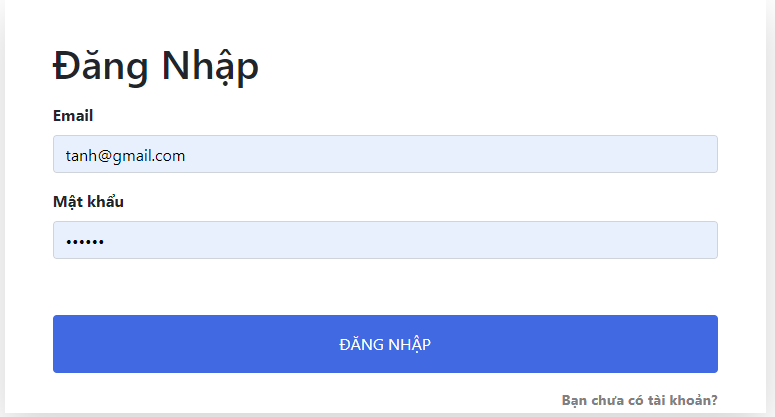 Đăng Nhập
Email
tanh@gmail.com
Mật khẩu
••••••
ĐĂNG NHẬP
Bạn chưa có tài khoản?